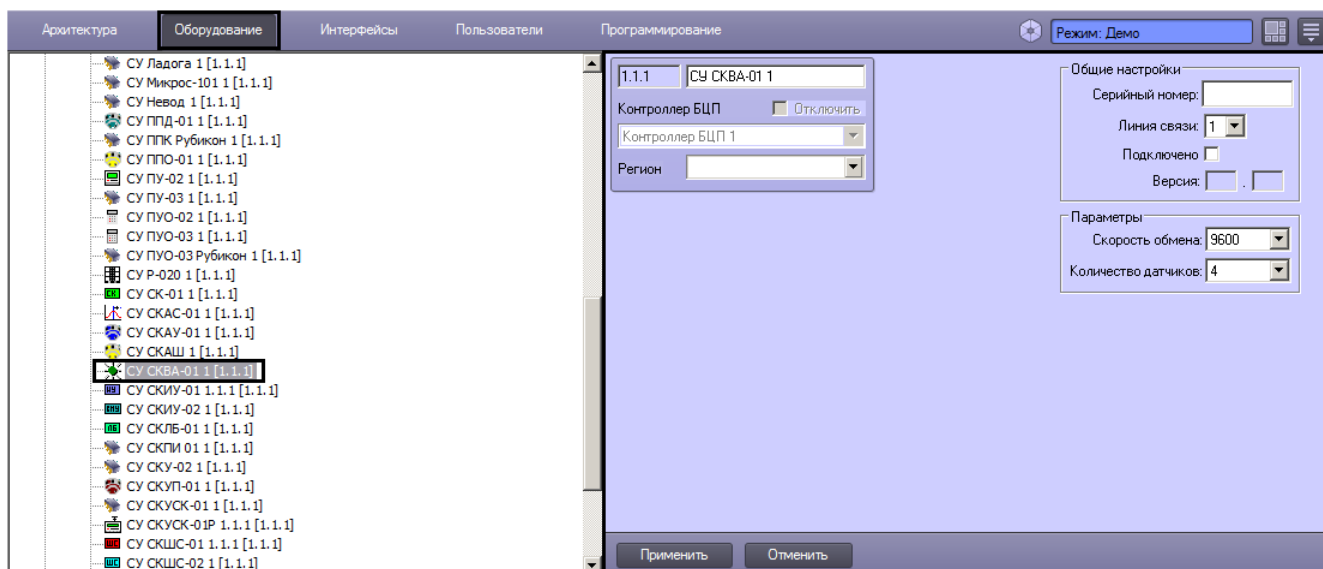 Архитектура Оборудование Интерфейсы Пользователи Программирование Режим: Демо
СУ Ладога 1 [1.1.1]
СУ Микрос-101 1 [1.1.1]
СУ Невод 1 [1.1.1]
СУ ППД-01 1 [1.1.1]
СУ ППК Рубикон 1 [1.1.1]
СУ ППО-01 1 [1.1.1]
СУ ПУ-02 1 [1.1.1]
СУ ПУ-03 1 [1.1.1]
СУ ПУО-02 1 [1.1.1]
СУ ПУО-03 1 [1.1.1]
СУ ПУО-03 Рубикон 1 [1.1.1]
СУ Р-020 1 [1.1.1]
СК СУ СК-01 1 [1.1.1]
СУ СКАС-01 1 [1.1.1]
СУ СКАУ-01 1 [1.1.1]
СУ СКАШ 1 [1.1.1]
СУ СКВА-01 1 [1.1.1]
СУ СКИУ-01 1.1.1 [1.1.1]
СУ СКИУ-02 1 [1.1.1]
ЛБ СУ СКЛБ-01 1 [1.1.1]
СУ СКПИ 01 1 [1.1.1]
СУ СКУ-02 1 [1.1.1]
СУ СКУП-01 1 [1.1.1]
СУ СКУСК-01 1 [1.1.1]
СУ СКУСК-01Р 1.1.1 [1.1.1]
ШС СУ СКШС-01 1.1.1 [1.1.1]
ШС СУ СКШС-02 1 [1.1.1]
1.1.1 СУ СКВА-01 1
Контроллер БЦП Отключить
Контроллер БЦП 1
Регион
Общие настройки
Серийный номер:
Линия связи: 1
Подключено
Версия: .
Параметры
Скорость обмена: 9600
Количество датчиков: 4
Применить Отменить